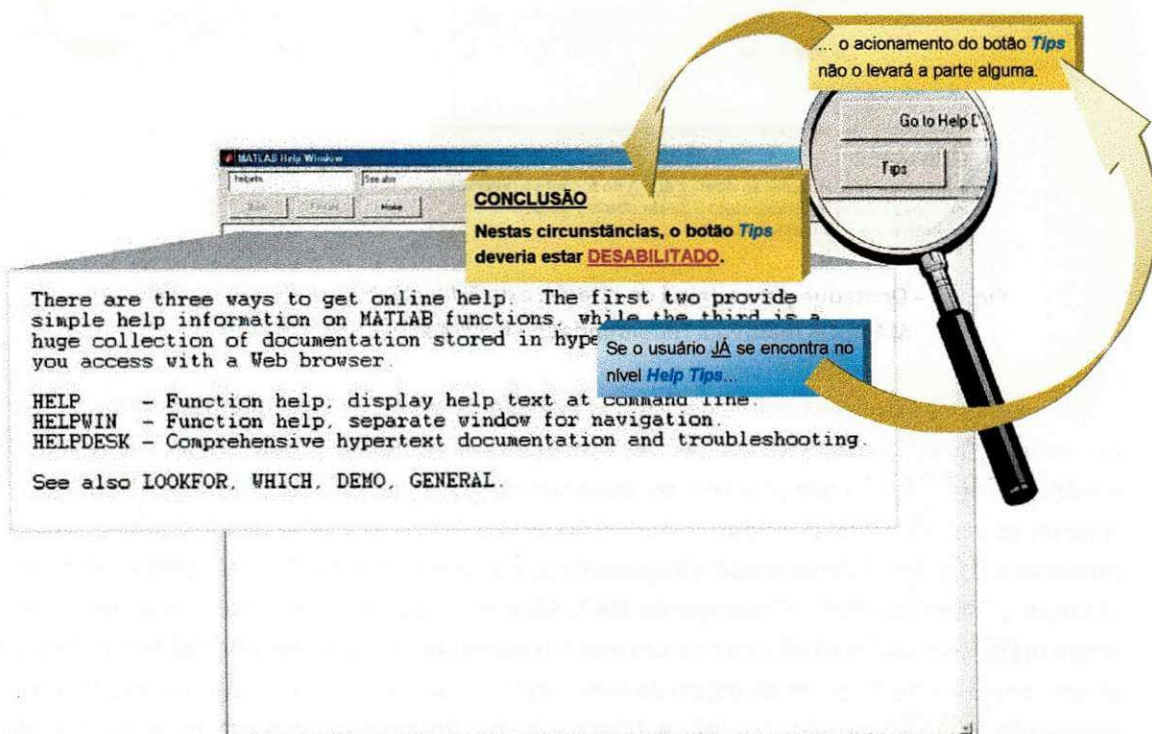 ... o acionamento do botão Tips
não o levará a parte alguma.
Go to Help D
Tips
MATLAB Help Window
helpinfo
See also
Back
Forward
Home
CONCLUSÃO
Nestas circunstâncias, o botão Tips
deveria estar DESABILITADO.
There are three ways to get online help. The first two provide
simple help information on MATLAB functions, while the third is a
huge collection of documentation stored in hype
you access with a Web browser.
Se o usuário JÁ se encontra no
nível Help Tips...
HELP – Function help, display help text at command line.
HELPWIN – Function help, separate window for navigation.
HELPDESK – Comprehensive hypertext documentation and troubleshooting.
See also LOOKFOR, WHICH, DEMO, GENERAL.